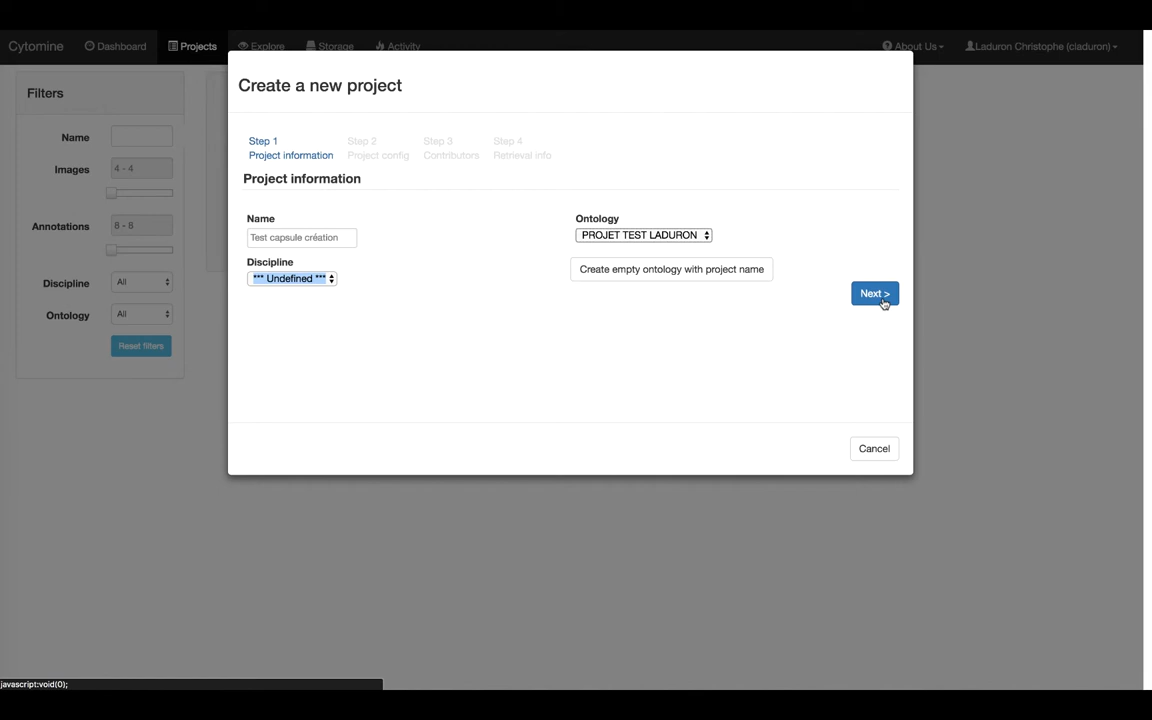 Cytomine Dashboard Projects Explore Storage Activity About Us Laduron Christophe (claduron)
Filters
Name
Images 4 - 4
Annotations 8 - 8
Discipline All
Ontology All
Reset filters
Create a new project
Step 1 Step 2 Step 3 Step 4
Project information Project config Contributors Retrieval info
Project information
Name Ontology
Test capsule création PROJET TEST LADURON
Discipline
*** Undefined *** Create empty ontology with project name
Next >
Cancel
javascript:void(0);